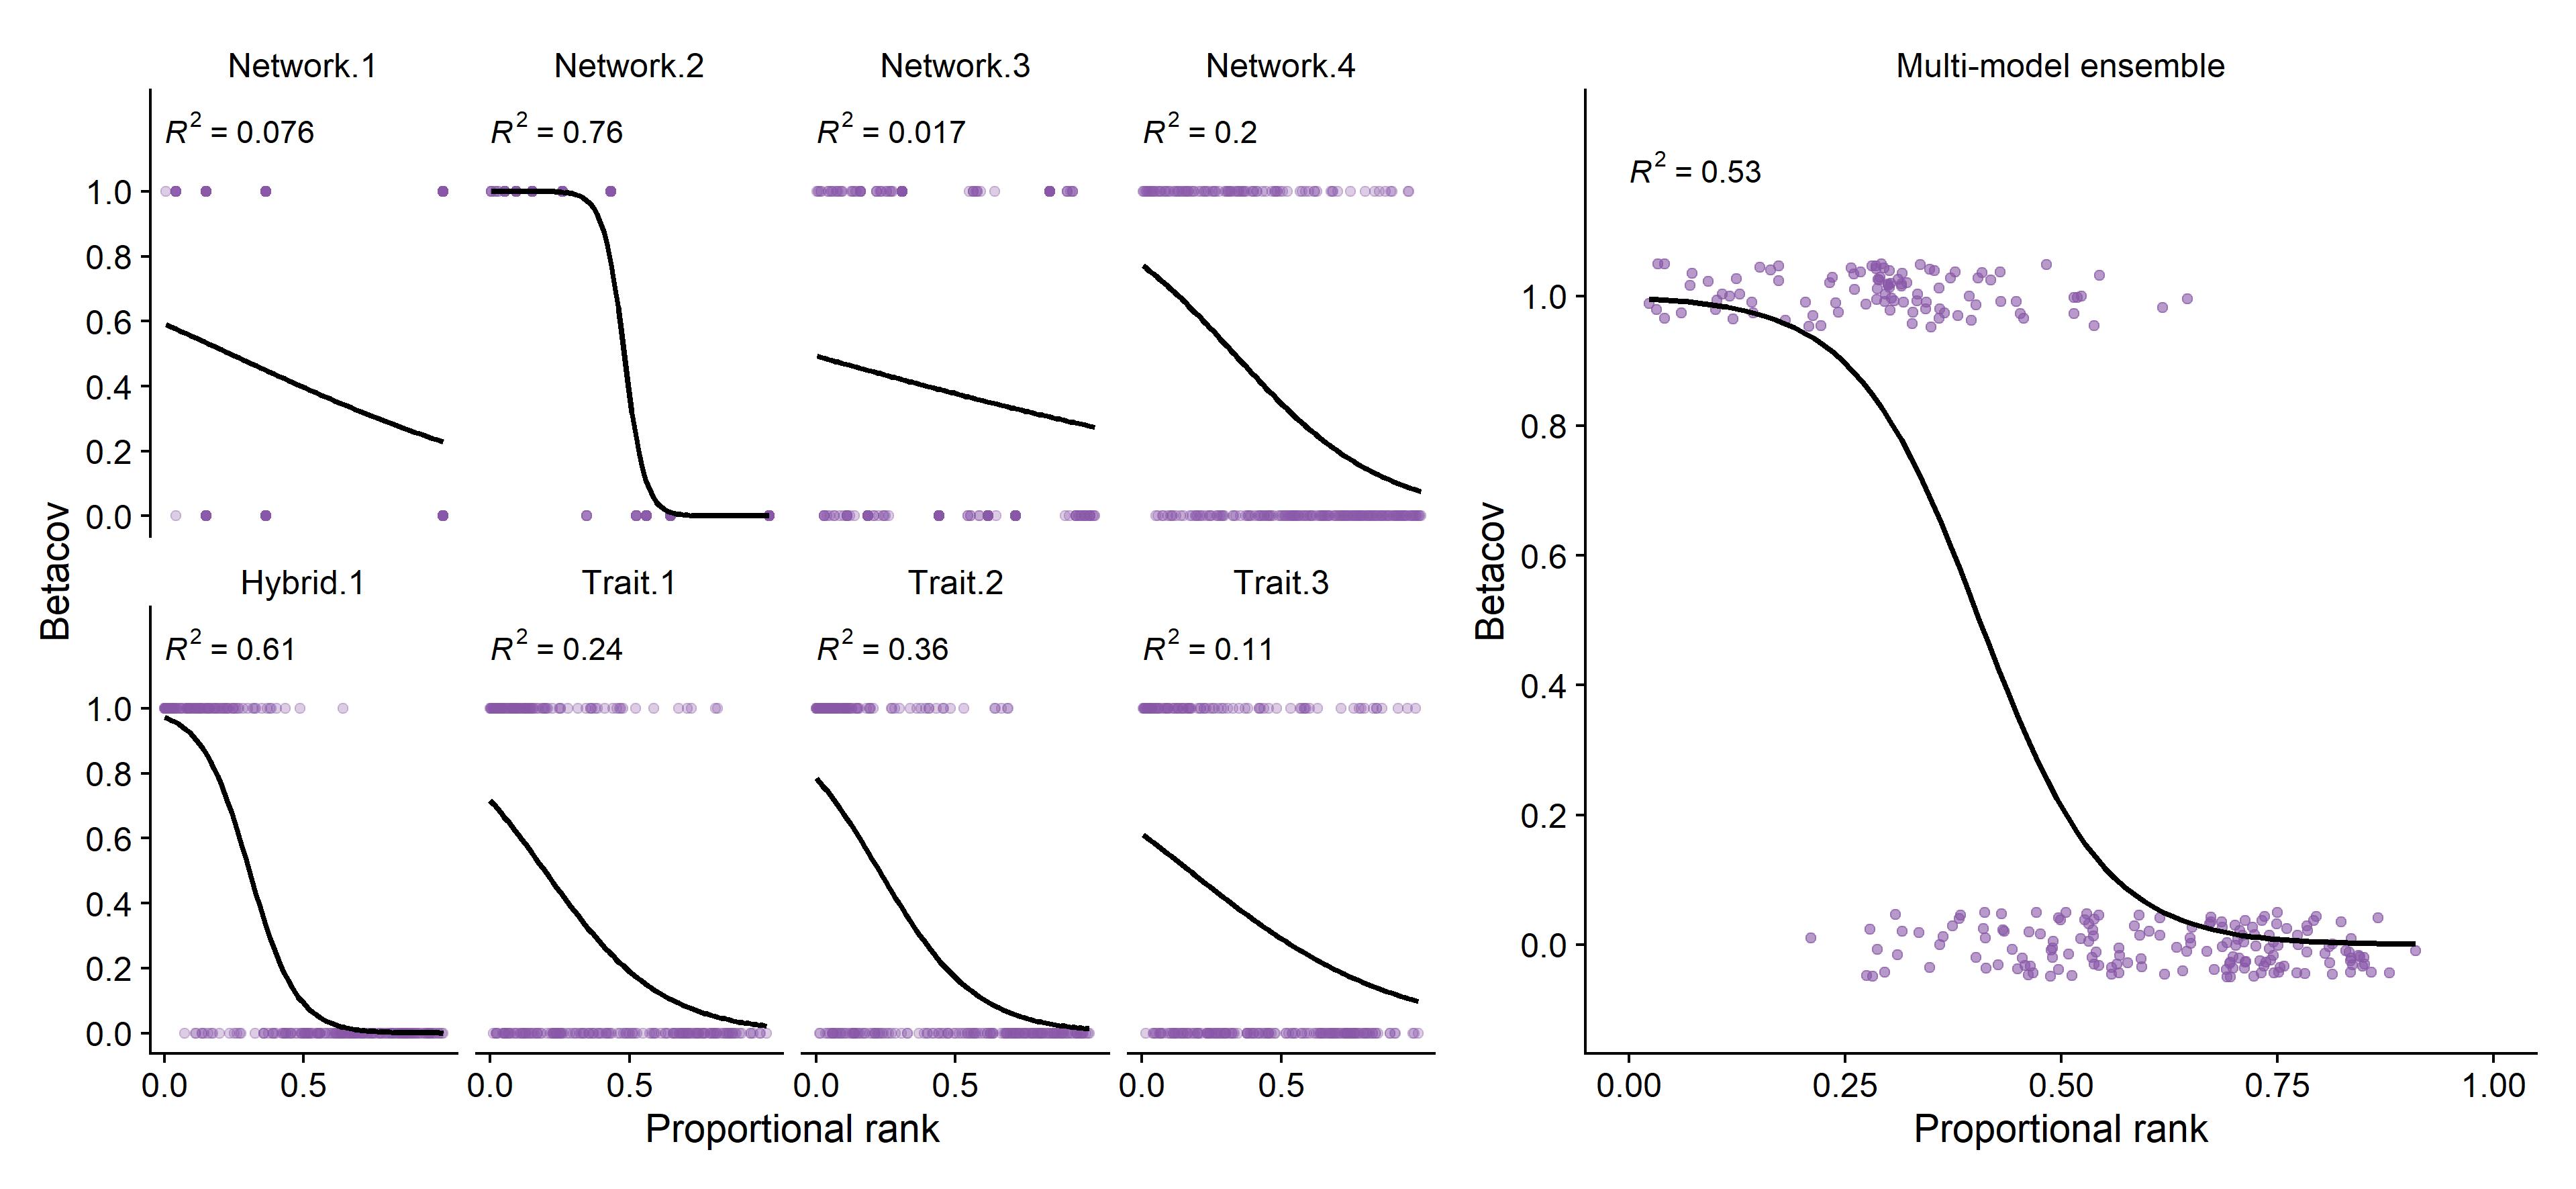 Network.1 Network.2 Network.3 Network.4
R² = 0.076 R² = 0.76 R² = 0.017 R² = 0.2
1.0
0.8
0.6
0.4
0.2
0.0
Betacov
Hybrid.1 Trait.1 Trait.2 Trait.3
R² = 0.61 R² = 0.24 R² = 0.36 R² = 0.11
1.0
0.8
0.6
0.4
0.2
0.0
0.0 0.5 0.0 0.5 0.0 0.5 0.0 0.5
Proportional rank
Multi-model ensemble
R² = 0.53
1.0
0.8
0.6
0.4
0.2
0.0
Betacov
0.00 0.25 0.50 0.75 1.00
Proportional rank